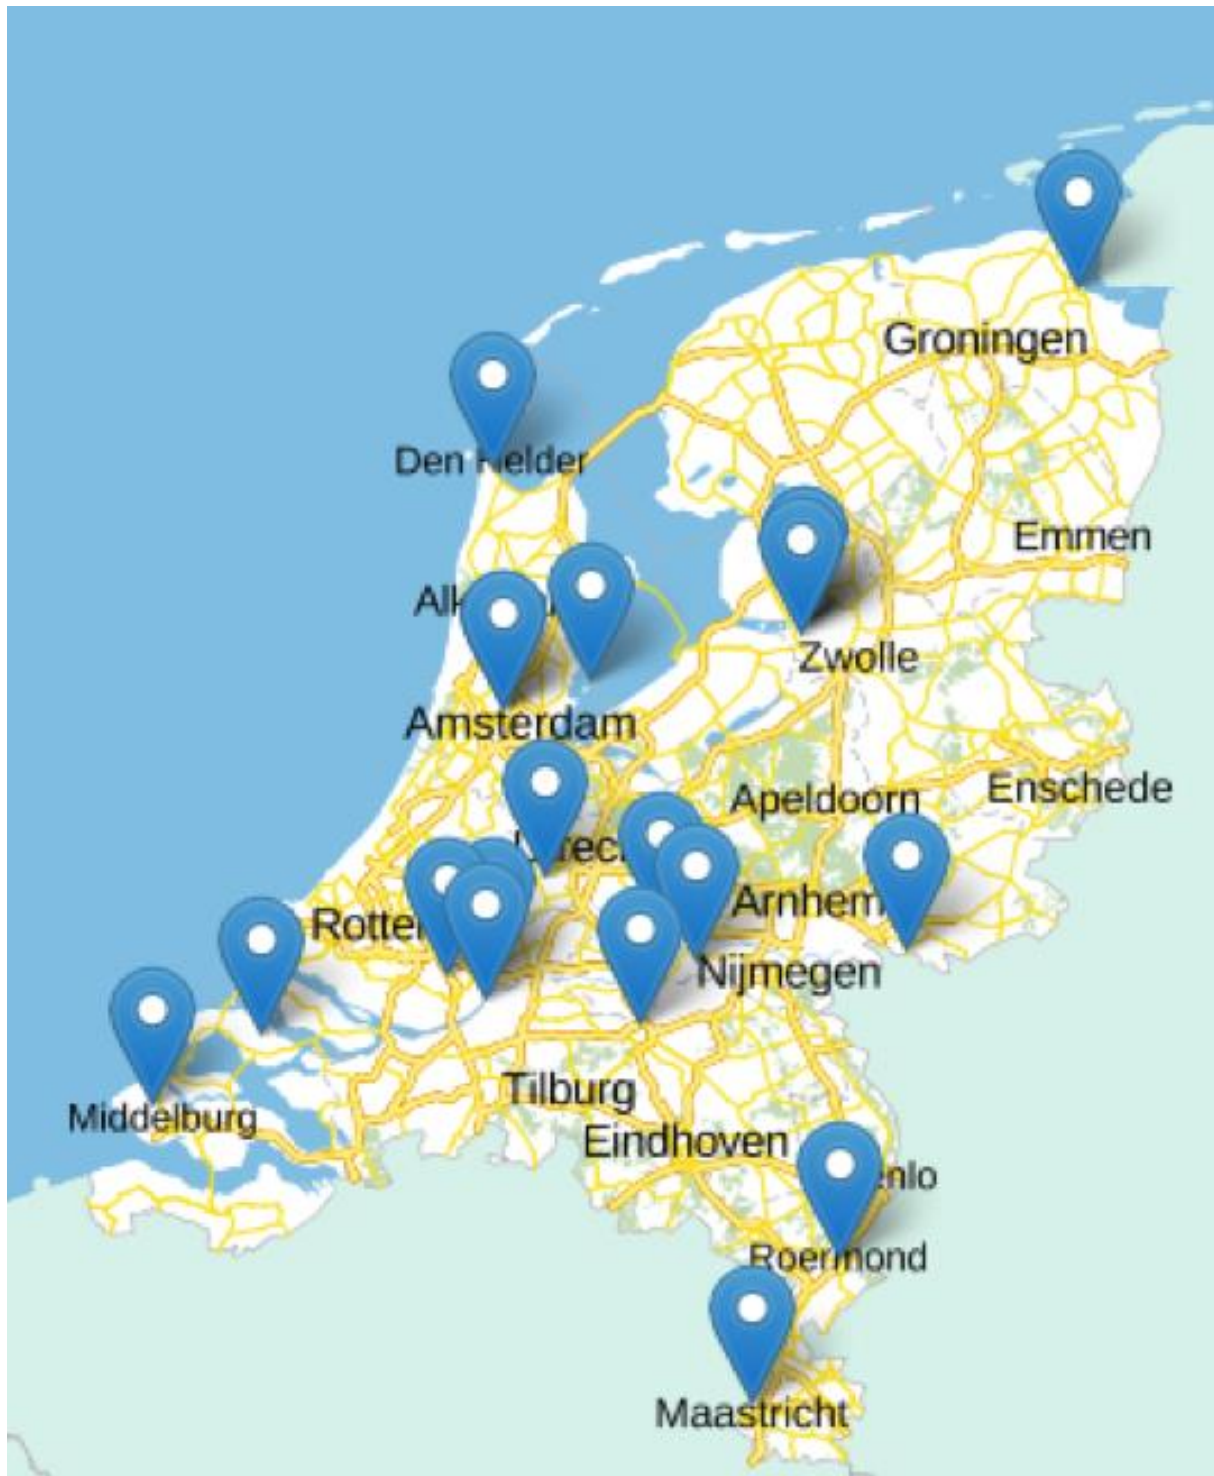 Groningen
Den Helder
Emmen
Zwolle
Amsterdam
Apeldoorn
Enschede
Arnhem
Nijmegen
Tilburg
Middelburg
Eindhoven
Roermond
Maastricht